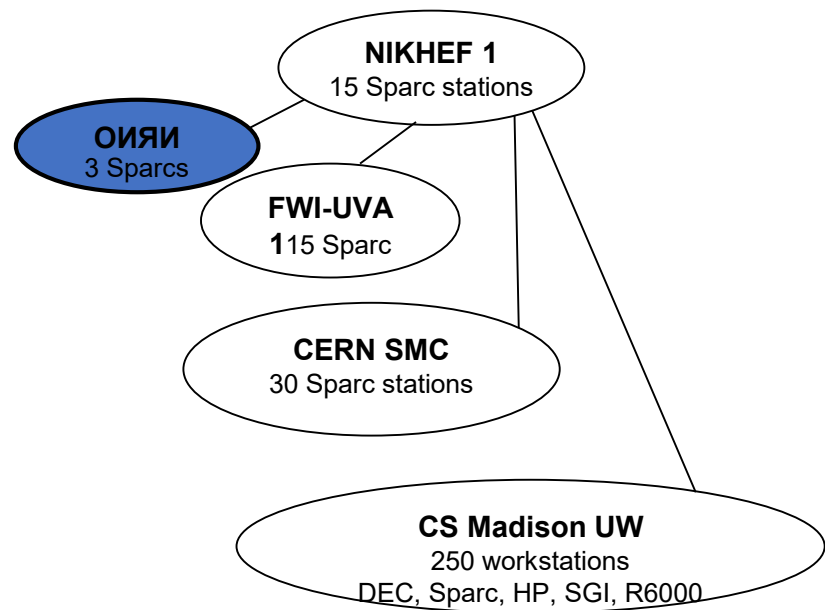 NIKHEF 1
15 Sparc stations
ОИЯИ
3 Sparcs
FWI-UVA
115 Sparc
CERN SMC
30 Sparc stations
CS Madison UW
250 workstations
DEC, Sparc, HP, SGI, R6000